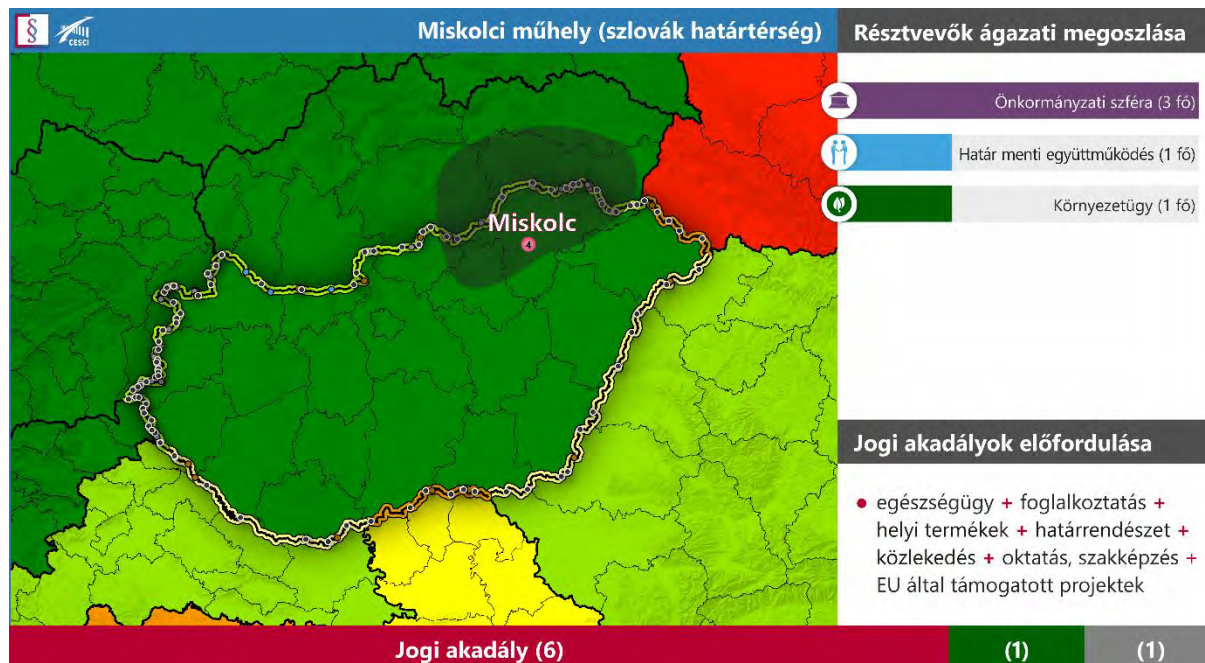 §
CESCI
Miskolci műhely (szlovák határtérség)
Résztvevők ágazati megoszlása
Önkormányzati szféra (3 fő)
Határ menti együttműködés (1 fő)
Környezetügy (1 fő)
Miskolc
4
Jogi akadályok előfordulása
● egészségügy + foglalkoztatás +
helyi termékek + határrendészet +
közlekedés + oktatás, szakképzés +
EU által támogatott projektek
Jogi akadály (6)
(1)
(1)